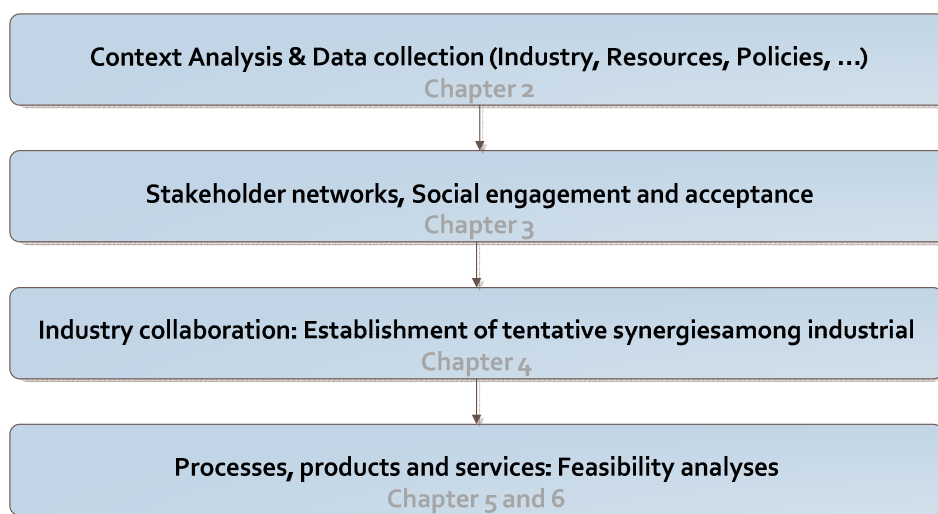 Context Analysis & Data collection (Industry, Resources, Policies, ...)
Chapter 2
Stakeholder networks, Social engagement and acceptance
Chapter 3
Industry collaboration: Establishment of tentative synergiesamong industrial
Chapter 4
Processes, products and services: Feasibility analyses
Chapter 5 and 6